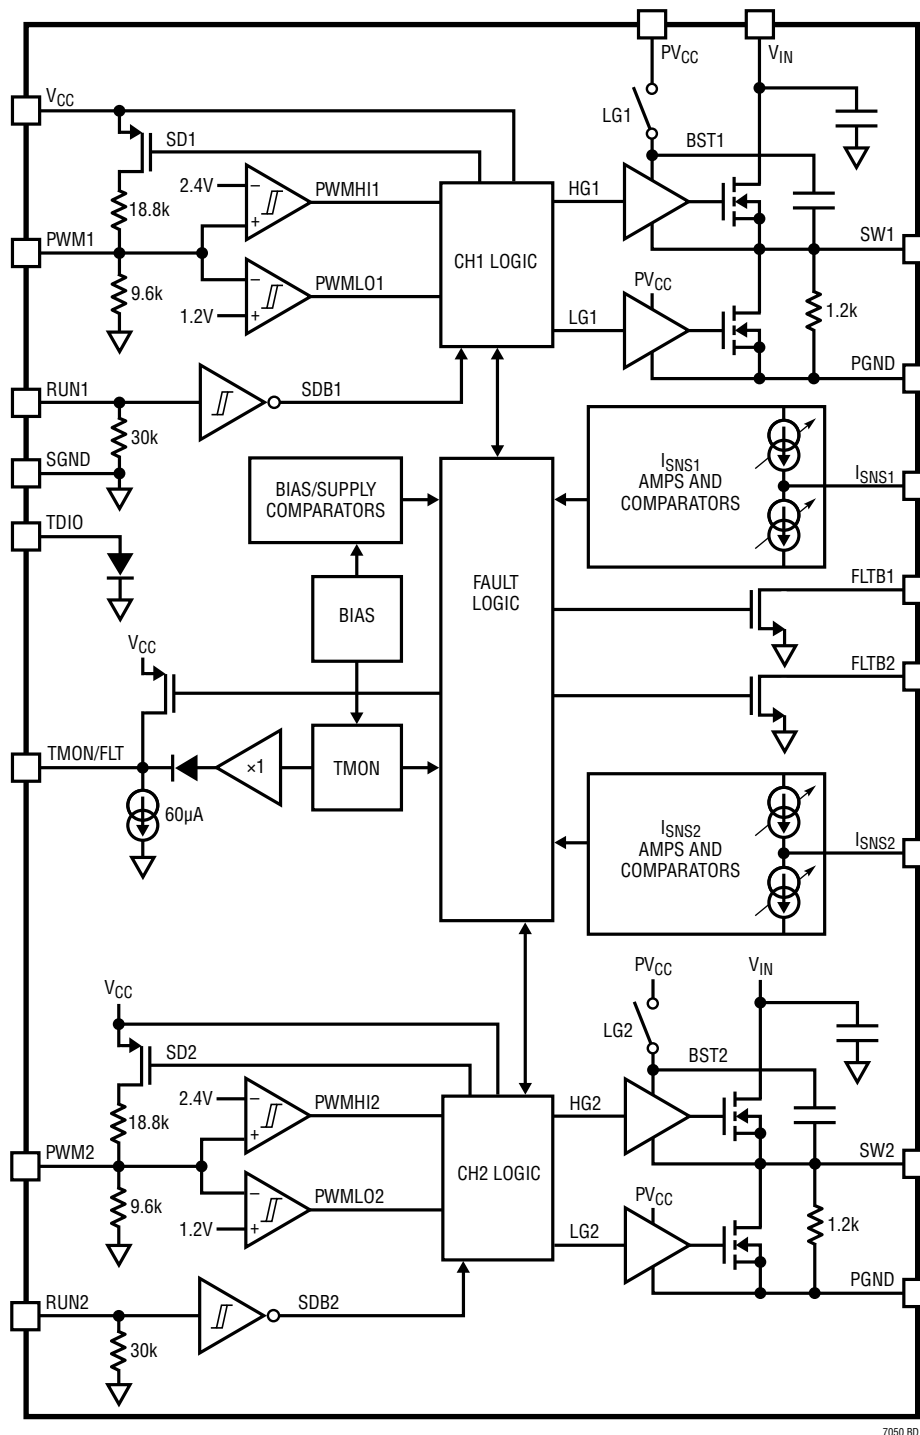 PVCC
VIN
VCC
LG1
SD1
BST1
2.4V
PWMHI1
HG1
18.8k
PWM1
CH1 LOGIC
SW1
9.6k
PWMLO1
PVCC
1.2V
LG1
1.2k
PGND
RUN1
SDB1
30k
SGND
ISNS1
AMPS AND
COMPARATORS
ISNS1
BIAS/SUPPLY
COMPARATORS
TDIO
FAULT
LOGIC
FLTB1
BIAS
VCC
FLTB2
TMON/FLT
×1
TMON
60µA
ISNS2
AMPS AND
COMPARATORS
ISNS2
PVCC
VIN
VCC
LG2
SD2
BST2
2.4V
PWMHI2
HG2
18.8k
PWM2
CH2 LOGIC
SW2
9.6k
PWMLO2
PVCC
1.2V
LG2
1.2k
PGND
RUN2
SDB2
30k
7050 BD